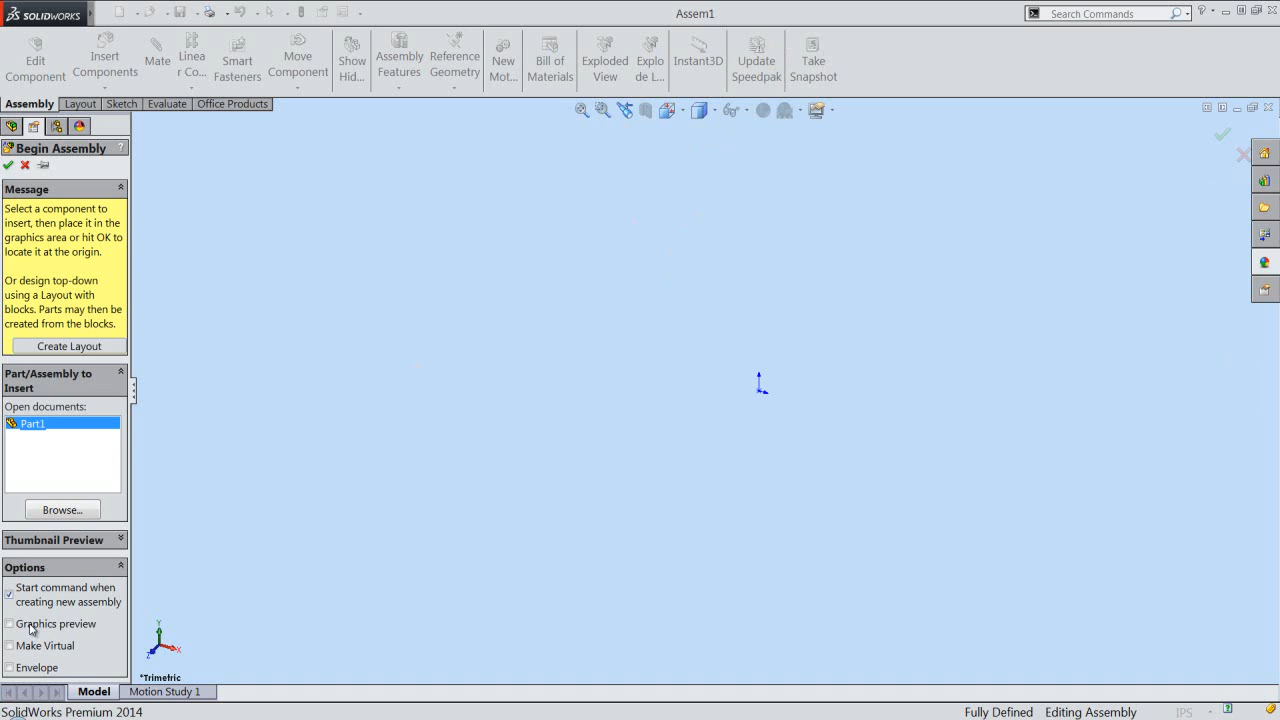 SOLIDWORKS
Assem1
Search Commands
Edit
Component
Insert
Components
Mate
Linea
r Co...
Smart
Fasteners
Move
Component
Show
Hid...
Assembly
Features
Reference
Geometry
New
Mot...
Bill of
Materials
Exploded
View
Explo
de L...
Instant3D
Update
Speedpak
Take
Snapshot
Assembly
Layout
Sketch
Evaluate
Office Products
Begin Assembly
?
Message
Select a component to
insert, then place it in the
graphics area or hit OK to
locate it at the origin.
Or design top-down
using a Layout with
blocks. Parts may then be
created from the blocks.
Create Layout
Part/Assembly to
Insert
Open documents:
Part1
Browse...
Thumbnail Preview
Options
Start command when
creating new assembly
Graphics preview
Make Virtual
Envelope
Y
X
Z
*Trimetric
Model
Motion Study 1
SolidWorks Premium 2014
Fully Defined
Editing Assembly
IPS